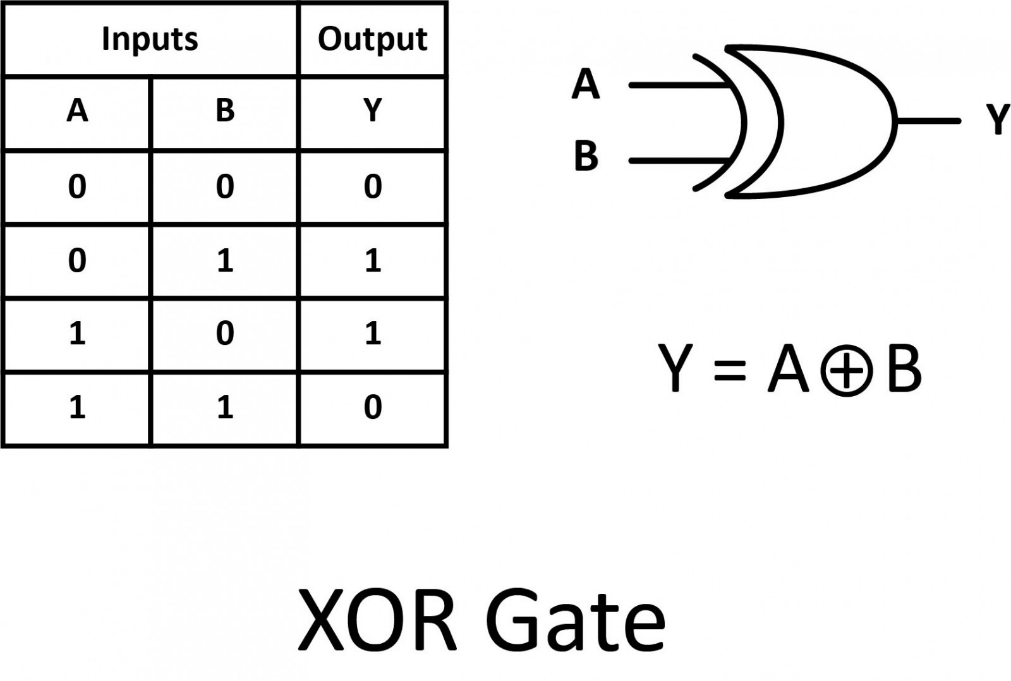 Inputs Output
A B Y
0 0 0
0 1 1
1 0 1
1 1 0
A
B
Y
Y = A⊕B
XOR Gate